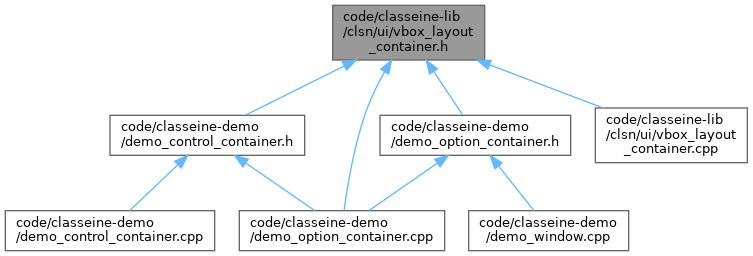 code/classeine-lib
/clsn/ui/vbox_layout
_container.h
code/classeine-demo
/demo_control_container.h
code/classeine-demo
/demo_option_container.h
code/classeine-lib
/clsn/ui/vbox_layout
_container.cpp
code/classeine-demo
/demo_control_container.cpp
code/classeine-demo
/demo_option_container.cpp
code/classeine-demo
/demo_window.cpp